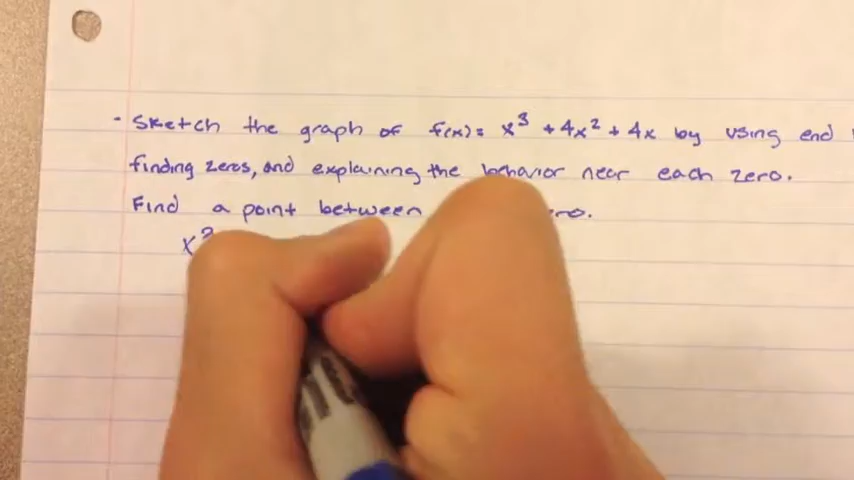 - Sketch the graph of f(x)= x³ + 4x² + 4x by using end
finding zeros, and explaining the behavior near each zero.
Find a point between
x